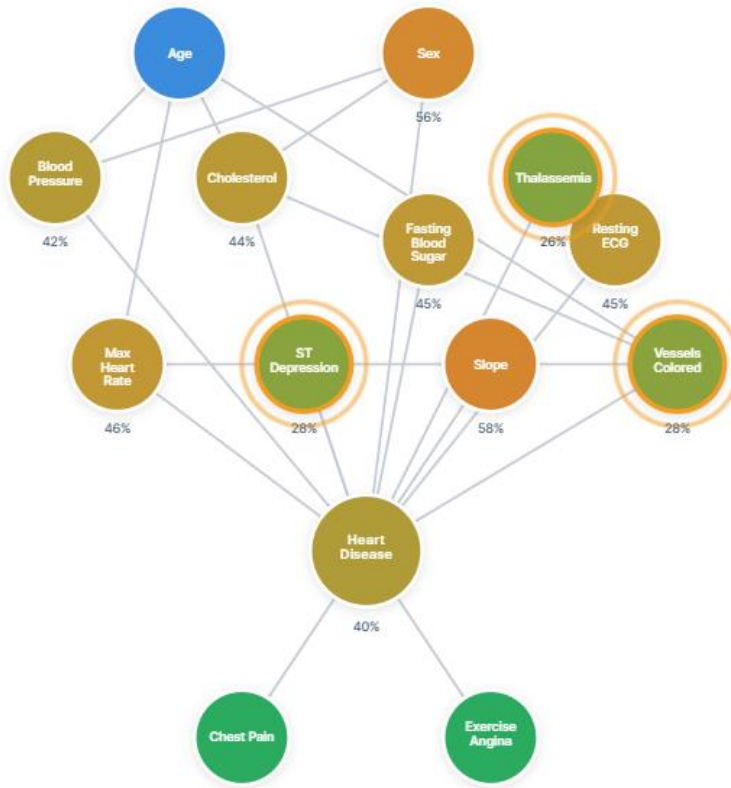 Age
Sex
56%
Blood
Pressure
42%
Cholesterol
44%
Thalassemia
26%
Fasting
Blood
Sugar
45%
Resting
ECG
45%
Max
Heart
Rate
46%
ST
Depression
28%
Slope
58%
Vessels
Colored
28%
Heart
Disease
40%
Chest Pain
Exercise
Angina